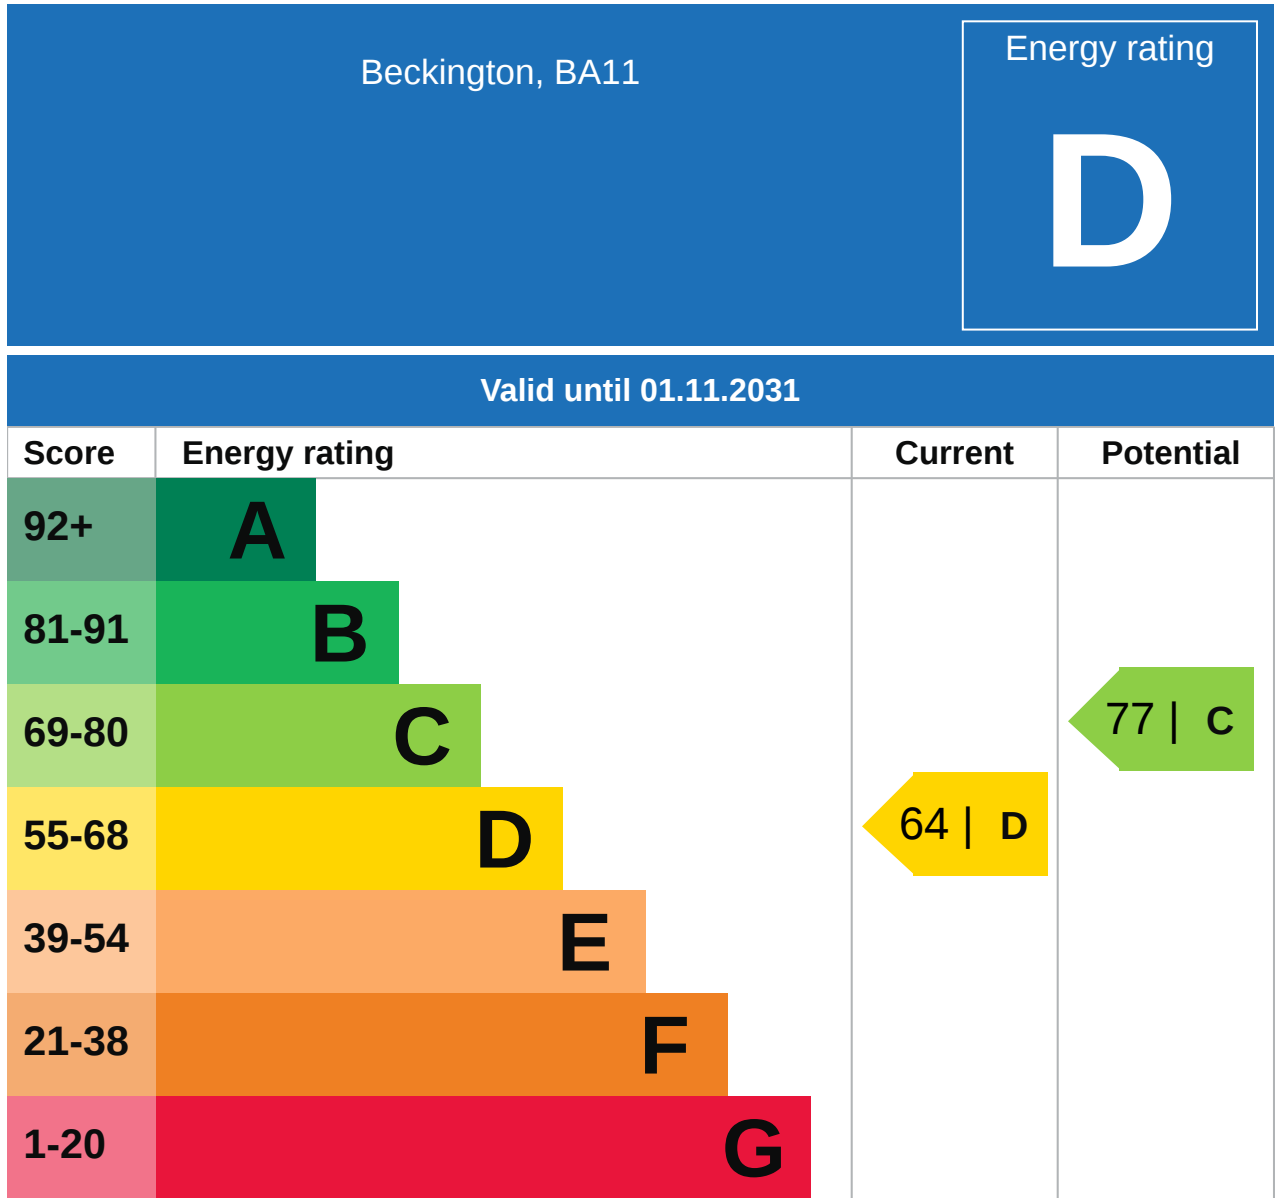 Beckington, BA11
Energy rating
D
Valid until 01.11.2031
Score Energy rating Current Potential
92+ A
81-91 B
69-80 C
77 | C
55-68 D
64 | D
39-54 E
21-38 F
1-20 G